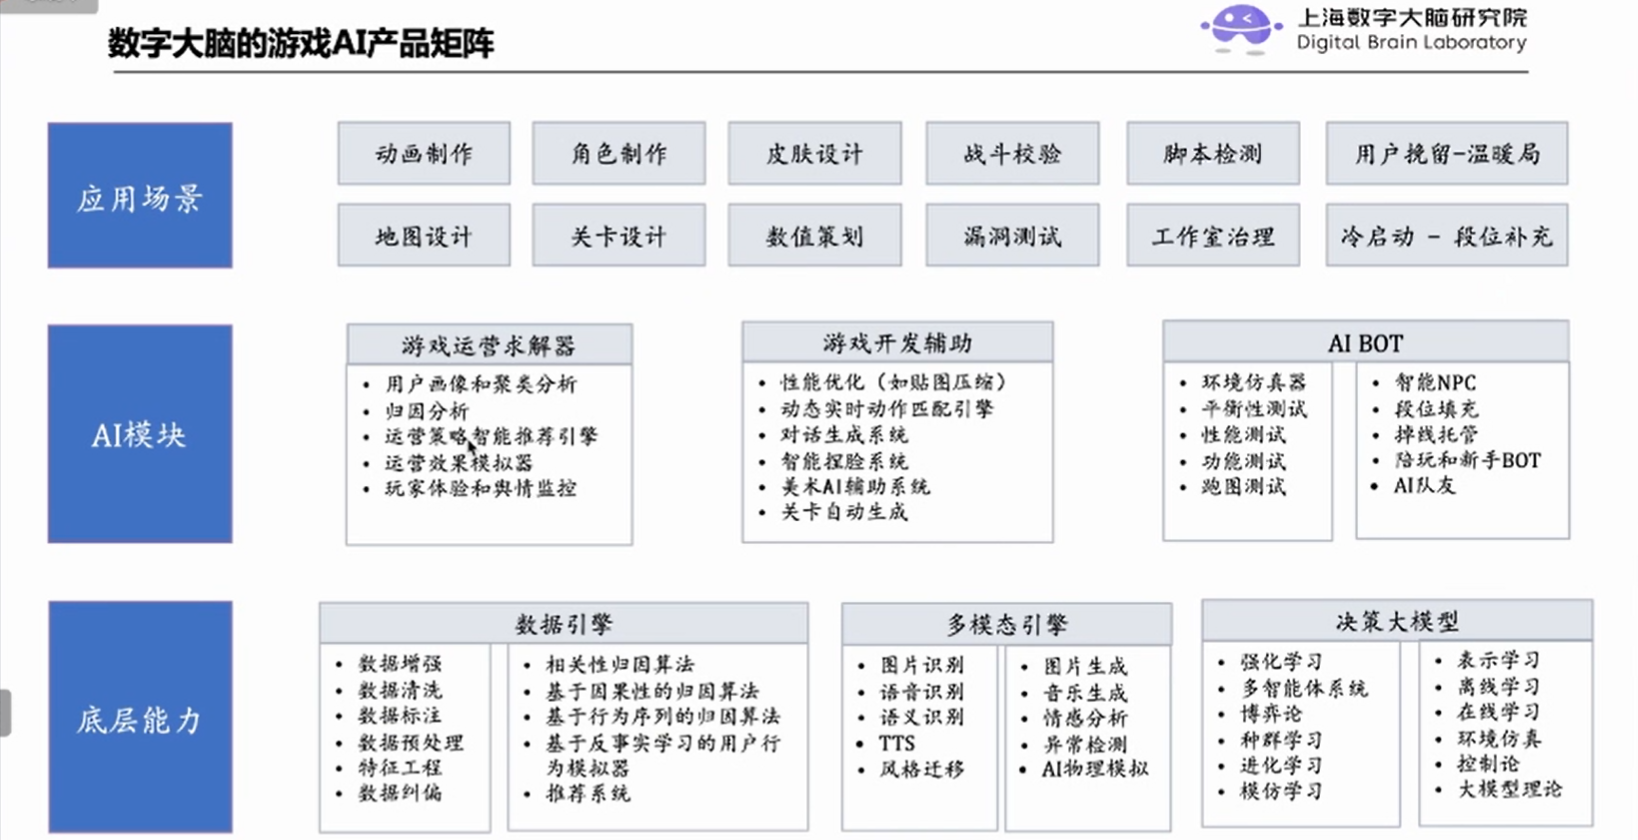 数字大脑的游戏AI产品矩阵
上海数字大脑研究院
Digital Brain Laboratory
应用场景
动画制作
角色制作
皮肤设计
战斗校验
脚本检测
用户挽留-温暖局
地图设计
关卡设计
数值策划
漏洞测试
工作室治理
冷启动 - 段位补充
AI模块
游戏运营求解器
• 用户画像和聚类分析
• 归因分析
• 运营策略智能推荐引擎
• 运营效果模拟器
• 玩家体验和舆情监控
游戏开发辅助
• 性能优化（如贴图压缩）
• 动态实时动作匹配引擎
• 对话生成系统
• 智能捏脸系统
• 美术AI辅助系统
• 关卡自动生成
AI BOT
• 环境仿真器
• 平衡性测试
• 性能测试
• 功能测试
• 跑图测试
• 智能NPC
• 段位填充
• 掉线托管
• 陪玩和新手BOT
• AI队友
底层能力
数据引擎
• 数据增强
• 数据清洗
• 数据标注
• 数据预处理
• 特征工程
• 数据纠偏
• 相关性归因算法
• 基于因果性的归因算法
• 基于行为序列的归因算法
• 基于反事实学习的用户行
为模拟器
• 推荐系统
多模态引擎
• 图片识别
• 语音识别
• 语义识别
• TTS
• 风格迁移
• 图片生成
• 音乐生成
• 情感分析
• 异常检测
• AI物理模拟
决策大模型
• 强化学习
• 多智能体系统
• 博弈论
• 种群学习
• 进化学习
• 模仿学习
• 表示学习
• 离线学习
• 在线学习
• 环境仿真
• 控制论
• 大模型理论